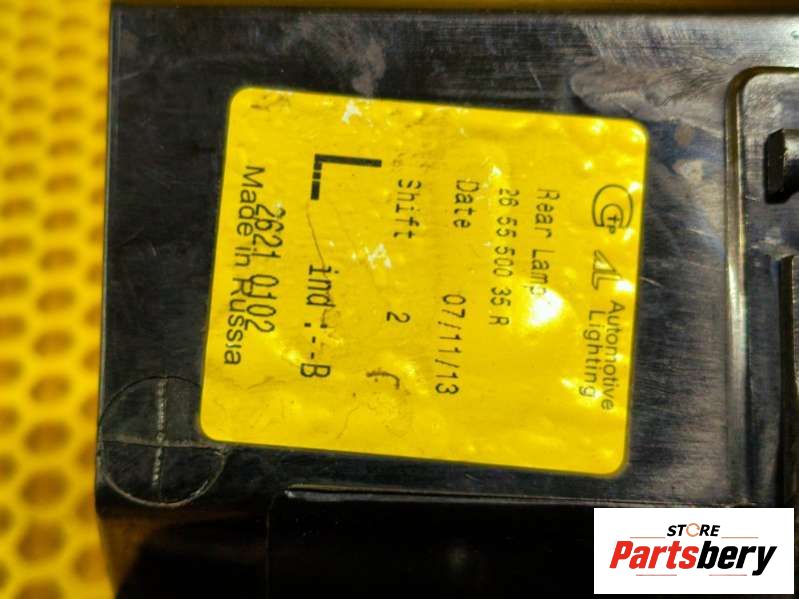 Automotive
Lighting
Rear Lamp
26 55 500 35 R
Date 07/11/13
Shift 2
L ind:--B
2621 0102
Made in Russia
STORE
Partsbery